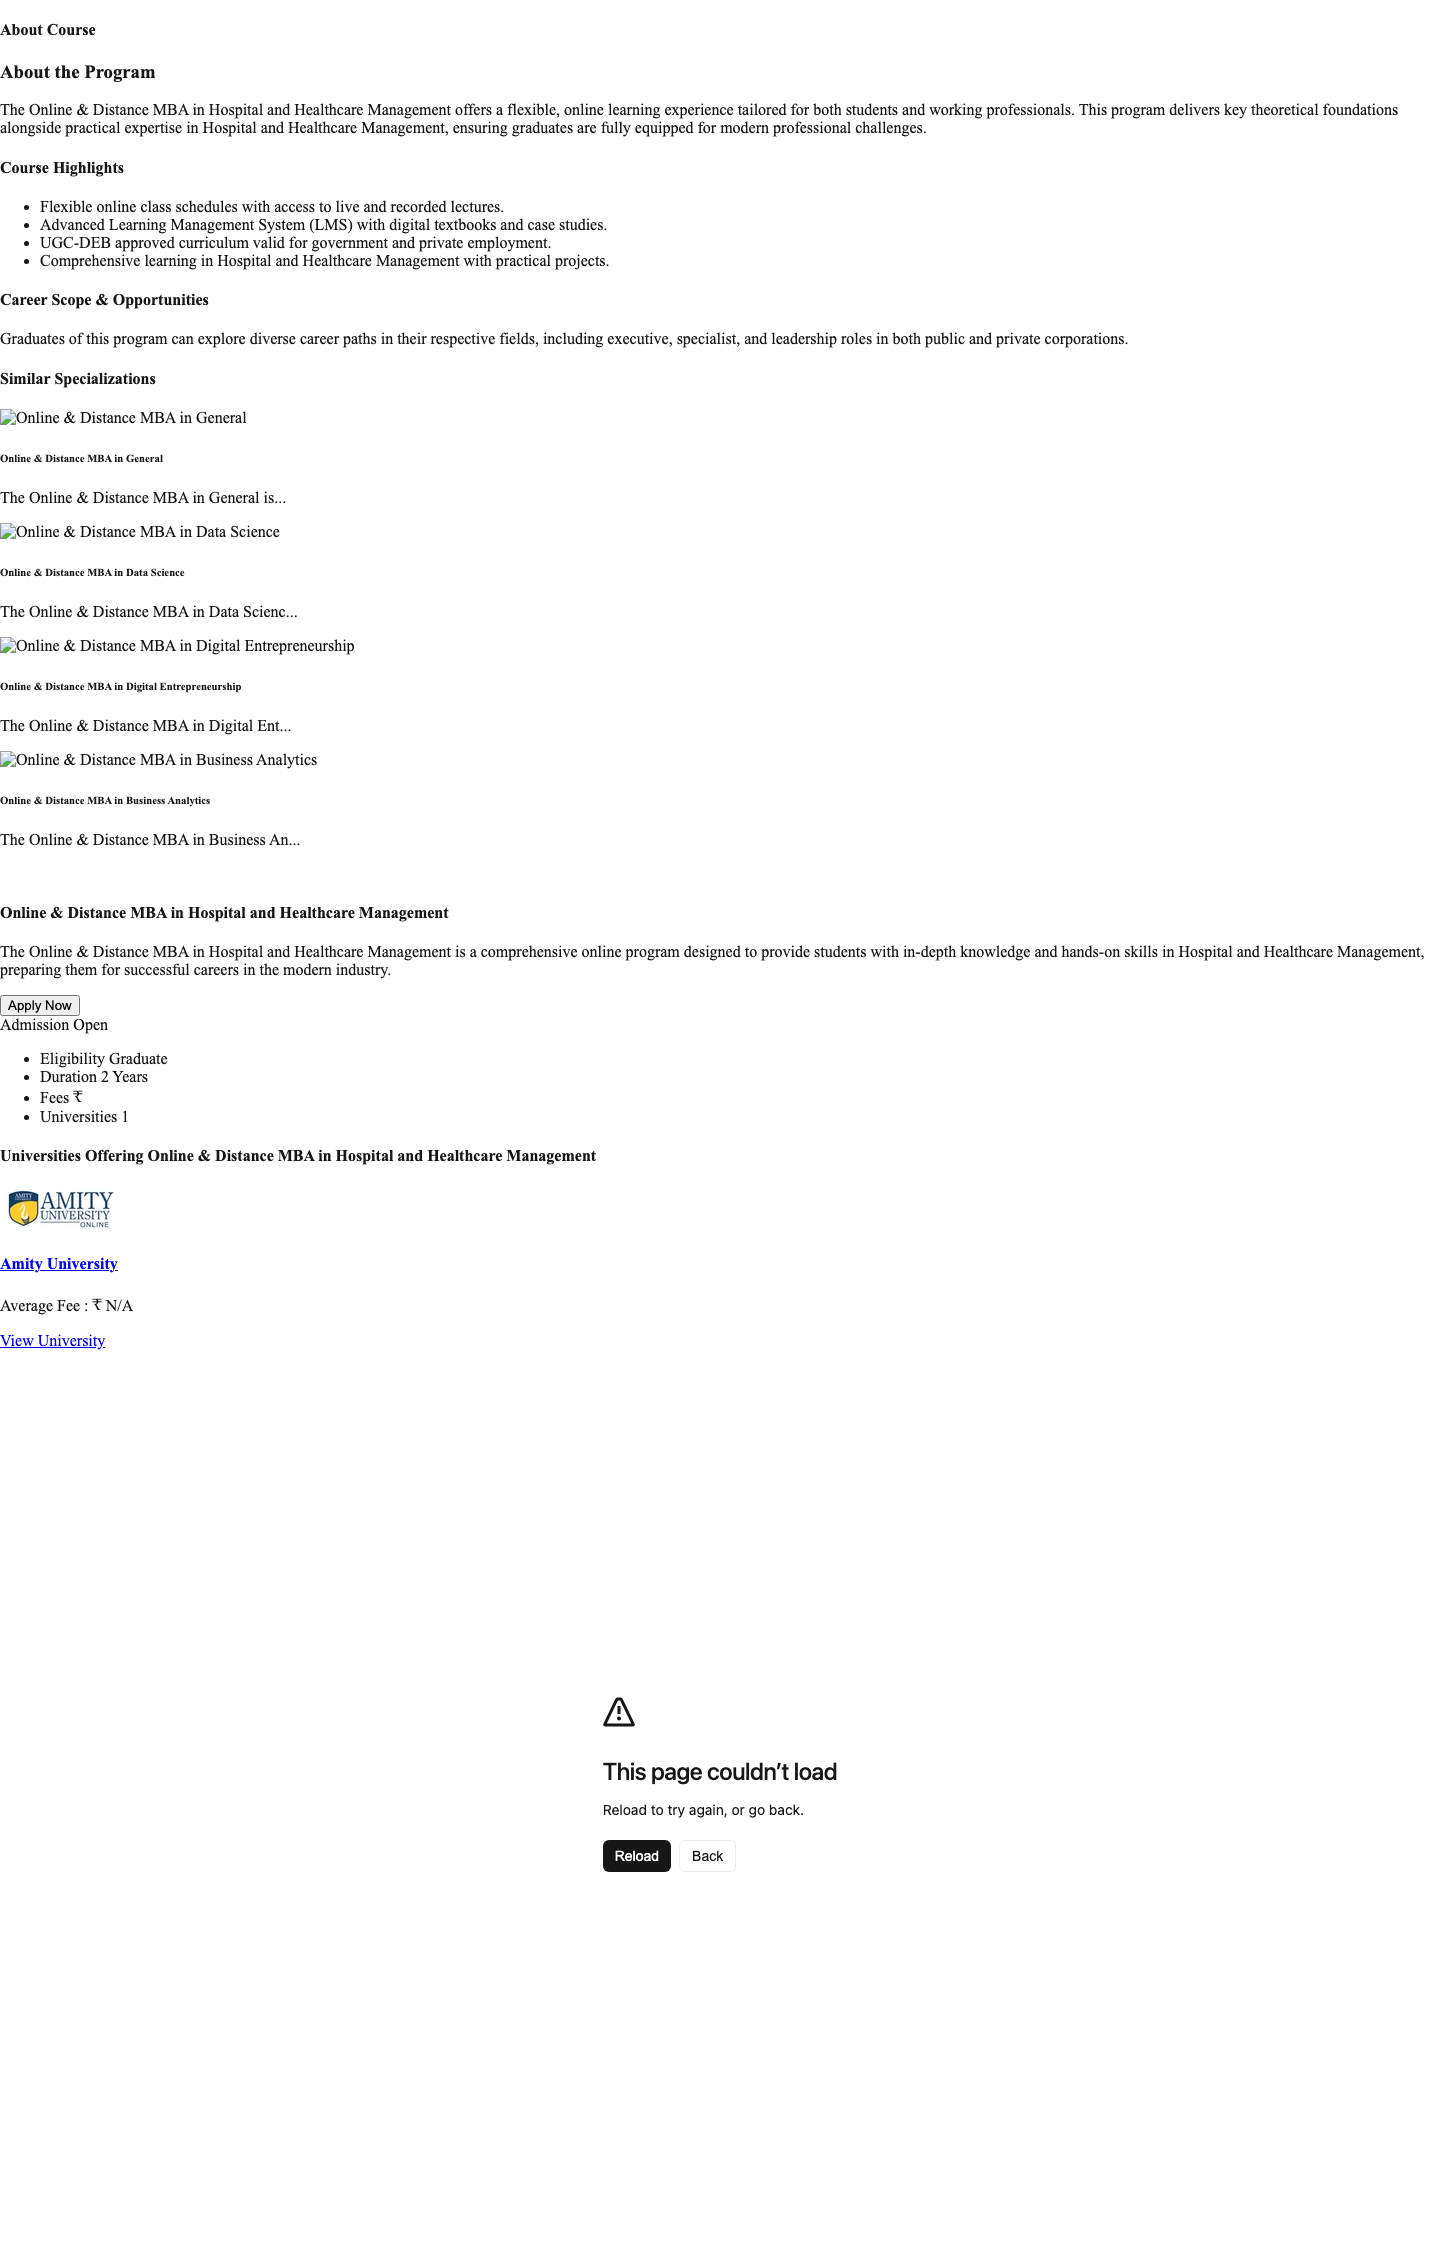 About Course
About the Program
The Online & Distance MBA in Hospital and Healthcare Management offers a flexible, online learning experience tailored for both students and working professionals. This program delivers key theoretical foundations
alongside practical expertise in Hospital and Healthcare Management, ensuring graduates are fully equipped for modern professional challenges.
Course Highlights
Flexible online class schedules with access to live and recorded lectures.
Advanced Learning Management System (LMS) with digital textbooks and case studies.
UGC-DEB approved curriculum valid for government and private employment.
Comprehensive learning in Hospital and Healthcare Management with practical projects.
Career Scope & Opportunities
Graduates of this program can explore diverse career paths in their respective fields, including executive, specialist, and leadership roles in both public and private corporations.
Similar Specializations
Online & Distance MBA in General
Online & Distance MBA in General
The Online & Distance MBA in General is...
Online & Distance MBA in Data Science
Online & Distance MBA in Data Science
The Online & Distance MBA in Data Scienc...
Online & Distance MBA in Digital Entrepreneurship
Online & Distance MBA in Digital Entrepreneurship
The Online & Distance MBA in Digital Ent...
Online & Distance MBA in Business Analytics
Online & Distance MBA in Business Analytics
The Online & Distance MBA in Business An...
Online & Distance MBA in Hospital and Healthcare Management
The Online & Distance MBA in Hospital and Healthcare Management is a comprehensive online program designed to provide students with in-depth knowledge and hands-on skills in Hospital and Healthcare Management,
preparing them for successful careers in the modern industry.
Apply Now
Admission Open
Eligibility Graduate
Duration 2 Years
Fees ₹
Universities 1
Universities Offering Online & Distance MBA in Hospital and Healthcare Management
AMITY
AMITY
UNIVERSITY
ONLINE
Amity University
Average Fee : ₹ N/A
View University
This page couldn’t load
Reload to try again, or go back.
Reload Back